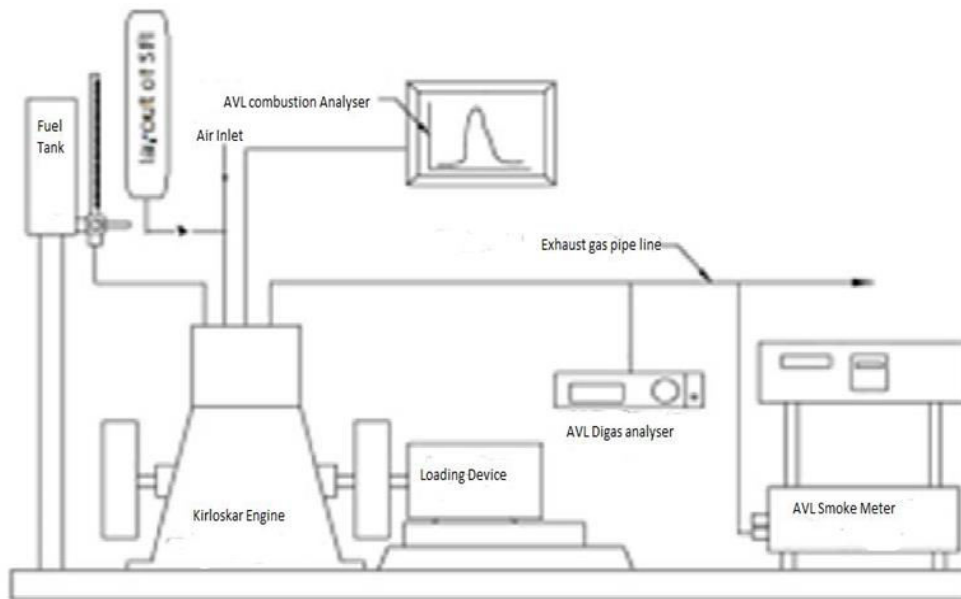 Fuel
Tank
layout of
Air Inlet
AVL combustion Analyser
Exhaust gas pipe line
AVL Digas analyser
Loading Device
Kirloskar Engine
AVL Smoke Meter